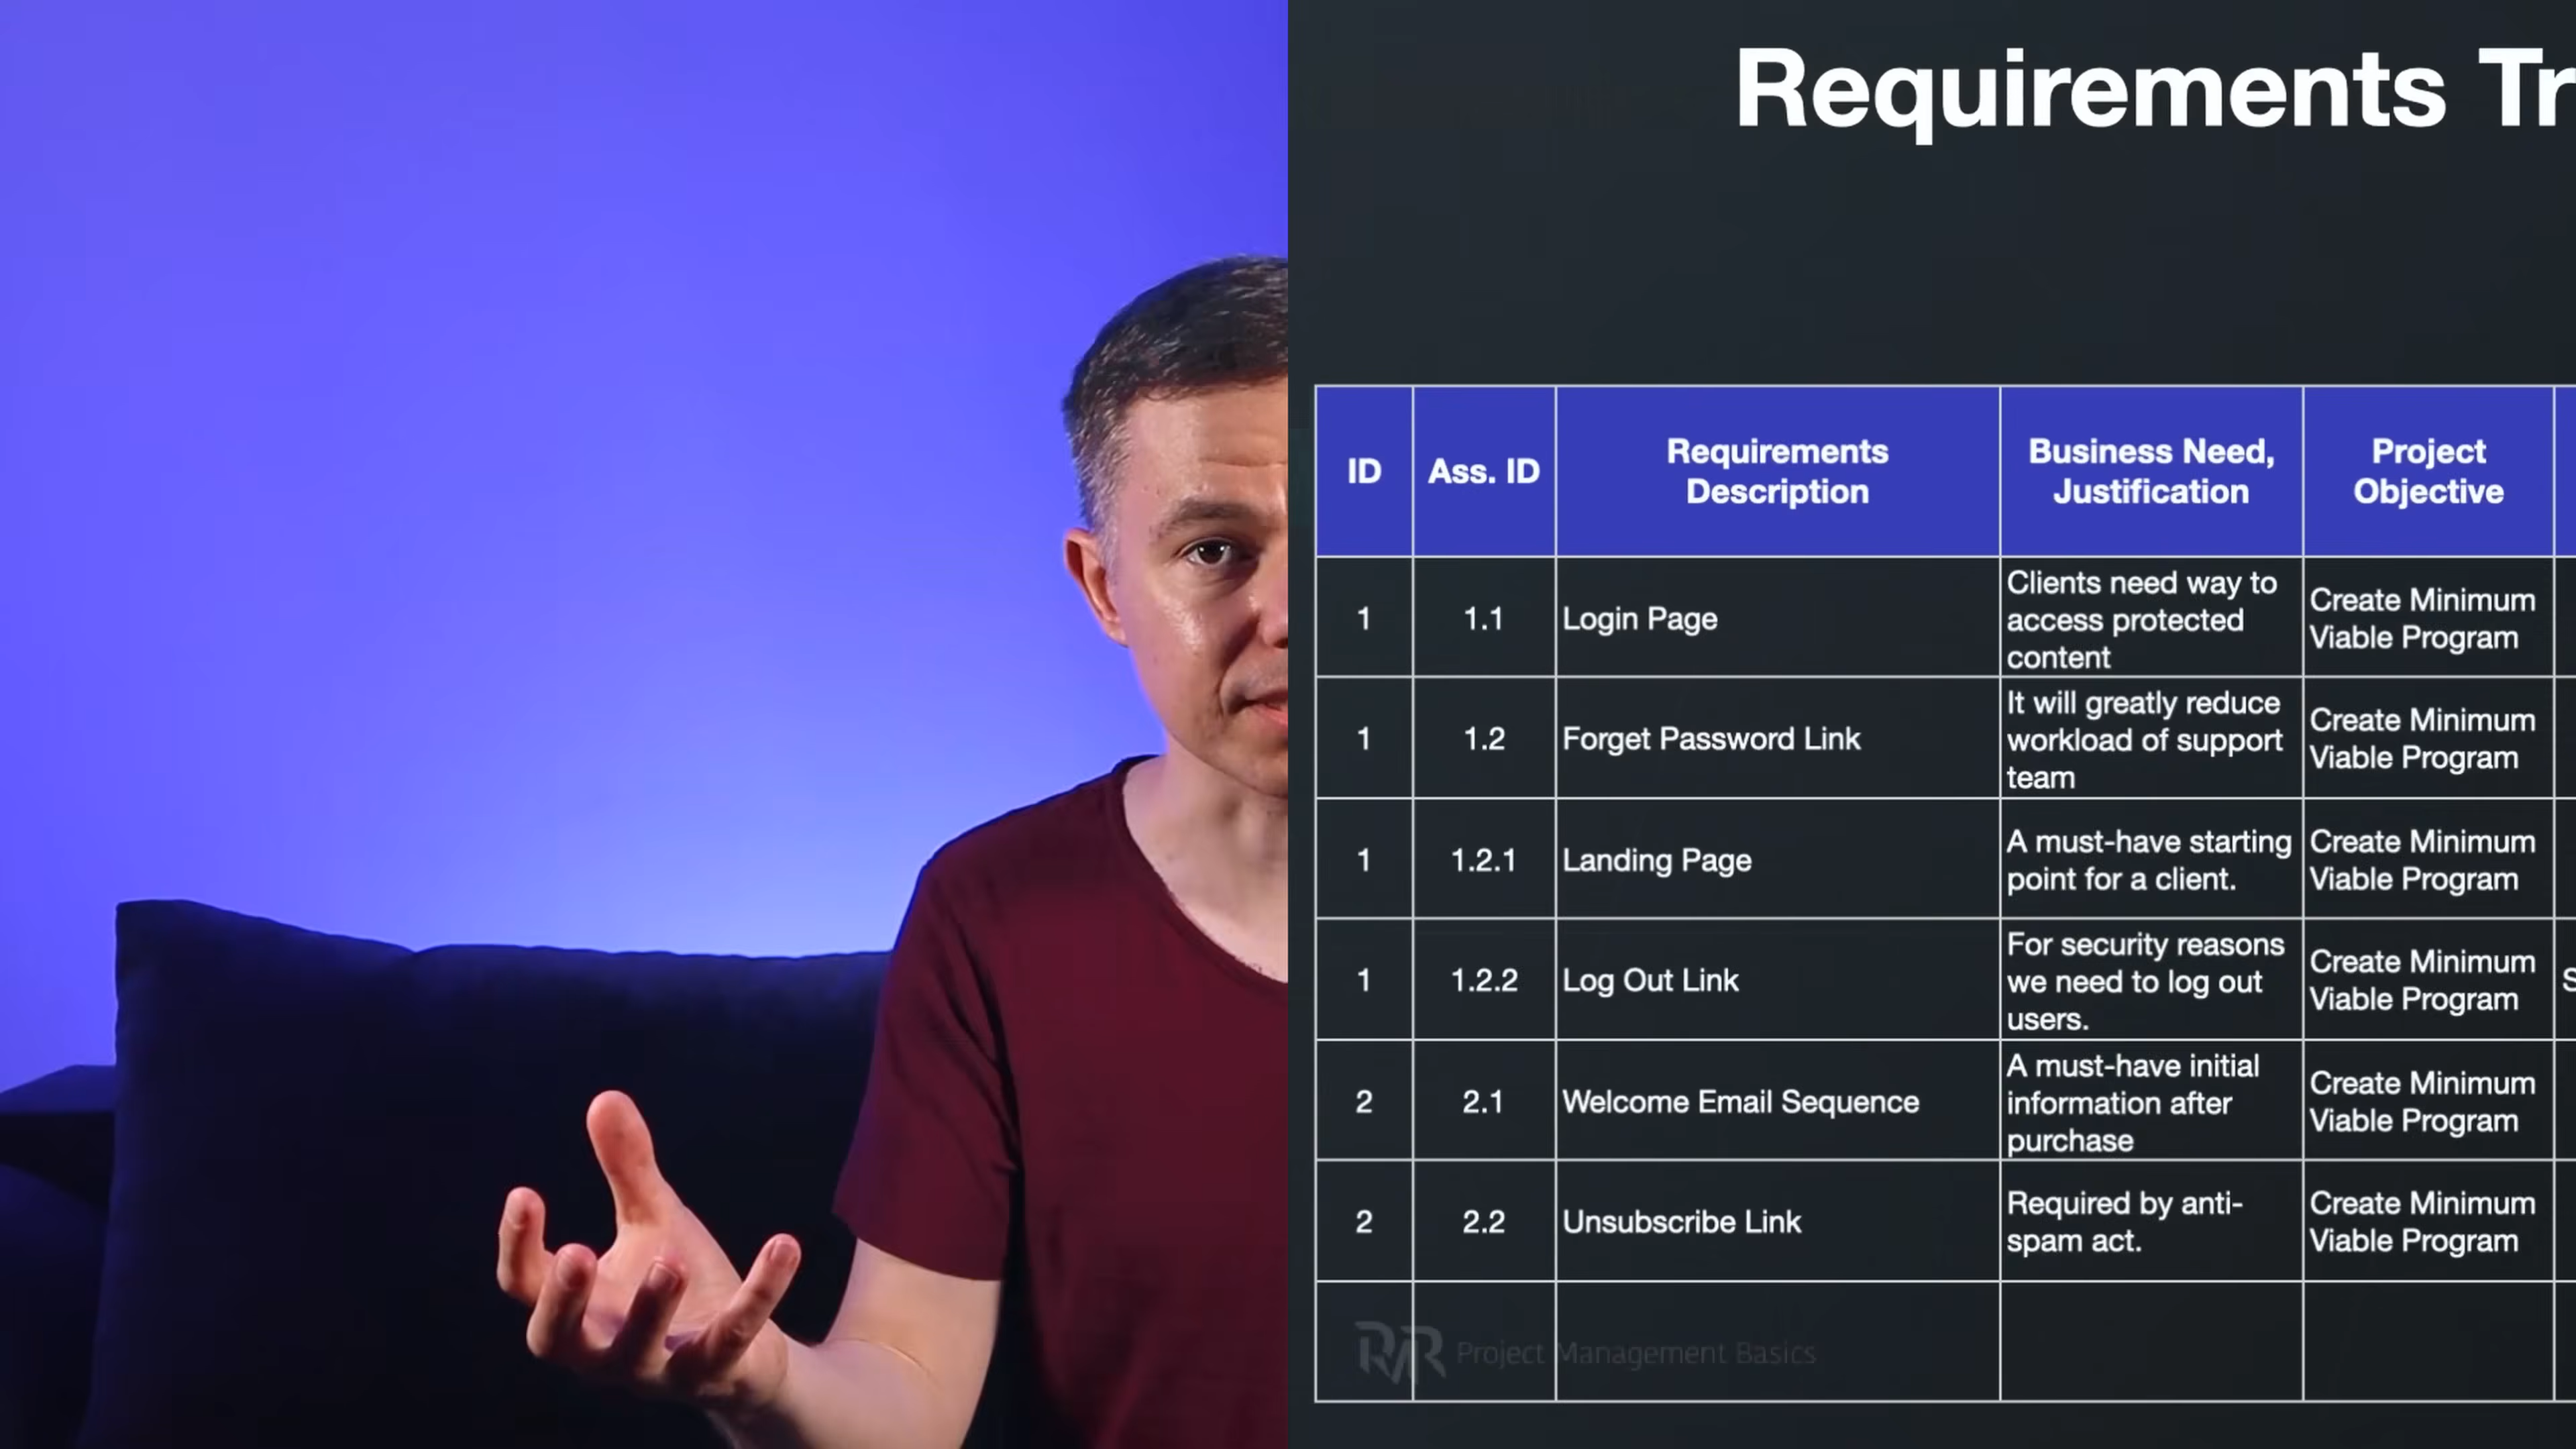 Requirements Tr
ID
Ass. ID
Requirements
Description
Business Need,
Justification
Project
Objective
1
1.1
Login Page
Clients need way to
access protected
content
Create Minimum
Viable Program
1
1.2
Forget Password Link
It will greatly reduce
workload of support
team
Create Minimum
Viable Program
1
1.2.1
Landing Page
A must-have starting
point for a client.
Create Minimum
Viable Program
1
1.2.2
Log Out Link
For security reasons
we need to log out
users.
Create Minimum
Viable Program
S
2
2.1
Welcome Email Sequence
A must-have initial
information after
purchase
Create Minimum
Viable Program
2
2.2
Unsubscribe Link
Required by anti-
spam act.
Create Minimum
Viable Program
Project Management Basics